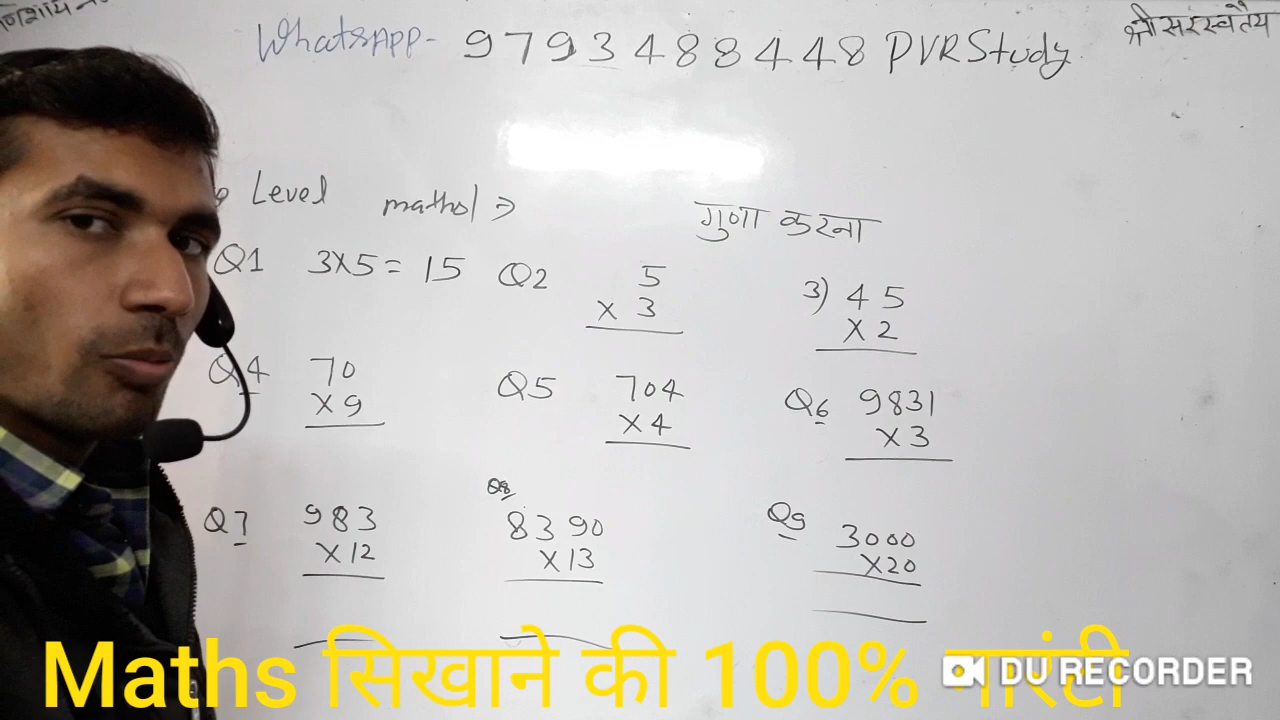 WhatsApp- 9793488448 PVRStudy
श्री सरस्वतैय
Level maths। ⇒ गुणा करना
Q1 3x5 = 15
Q2 5
x 3
3) 45
x 2
Q4 70
x 9
Q5 704
x 4
Q6 9831
x 3
Q7 983
x 12
Q8 8390
x 13
Q9 3000
x 20
Maths सिखाने की 100% गारंटी
DU RECORDER